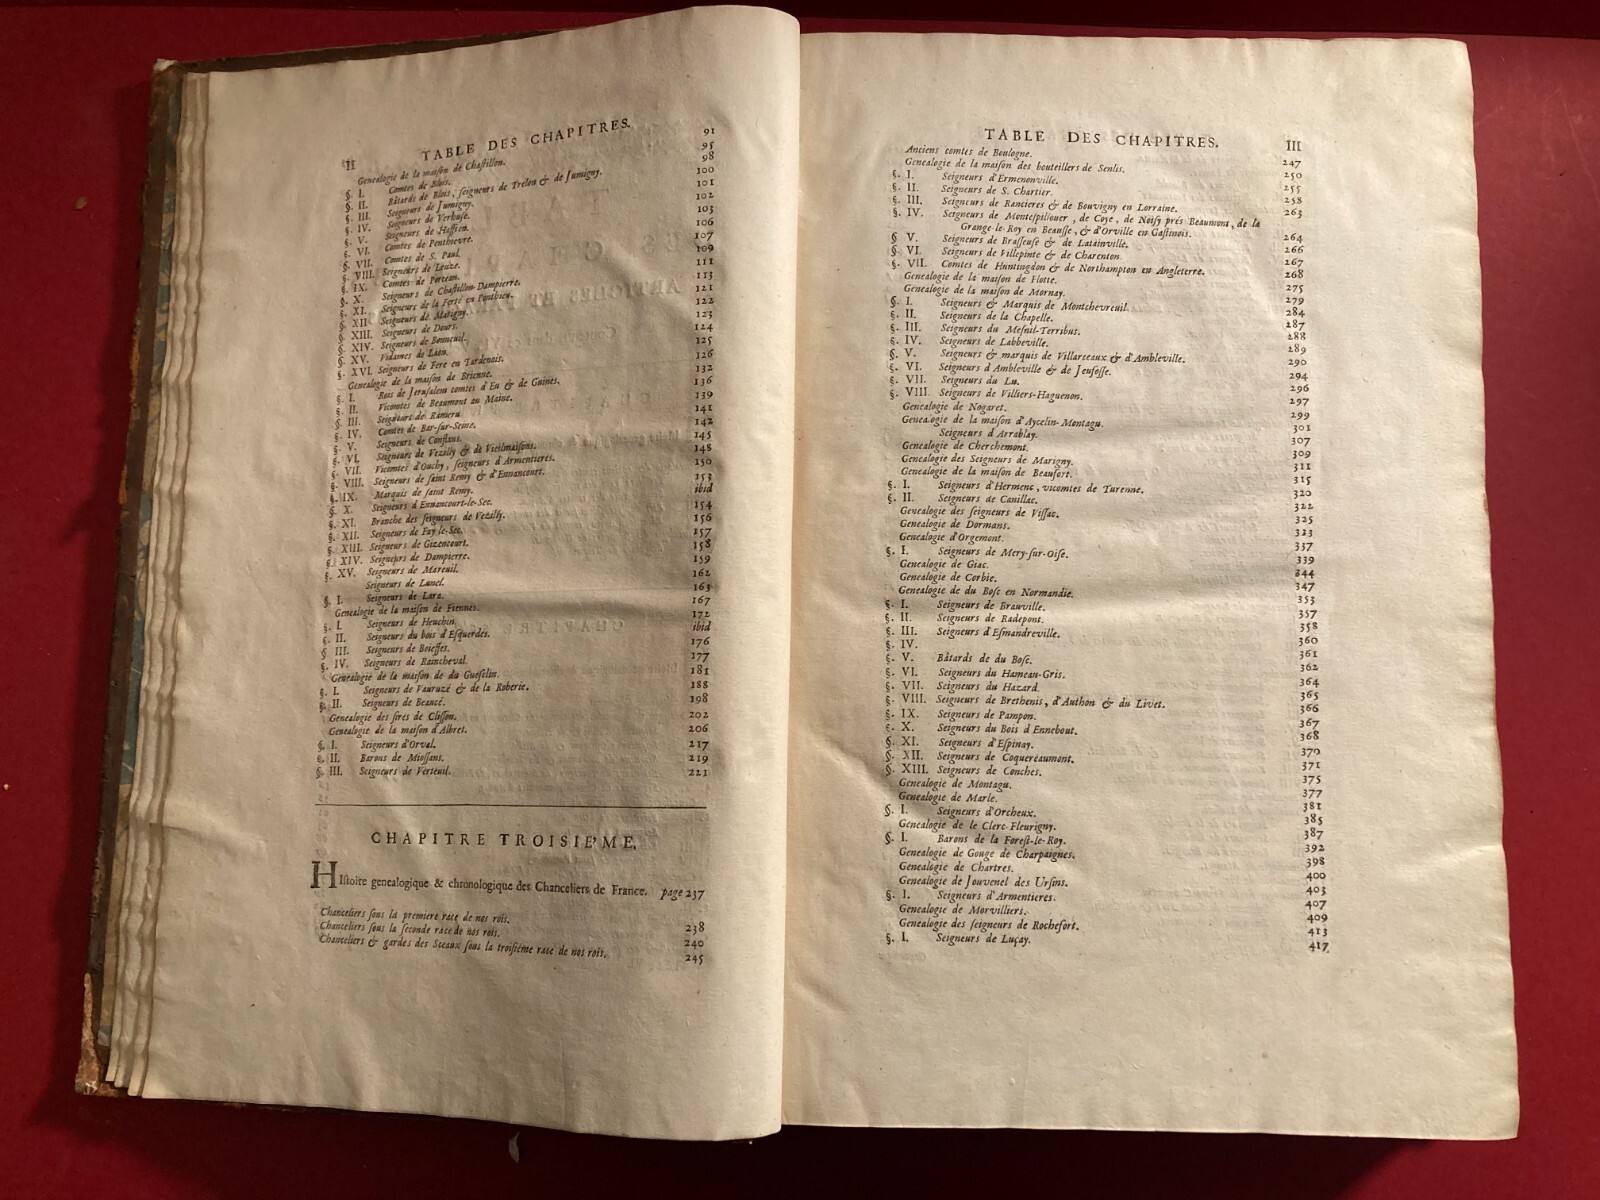 II TABLE DES CHAPITRES.
Genealogie de la maison de Chastillon. 91
§. I. Comtes de Blois. 95
§. II. Bâtards de Blois, seigneurs de Trelon & de Jumigny. 98
§. III. Seigneurs de Jumigny. 100
§. IV. Seigneurs de Verhuse. 101
§. V. Seigneurs de Haffien. 102
§. VI. Comtes de Penthievre. 103
§. VII. Comtes de S. Paul. 106
§. VIII. Seigneurs de Leuze. 107
§. IX. Comtes de Porcean. 109
§. X. Seigneurs de Chastillon-Dampierre. 111
§. XI. Seigneurs de la Ferté en Ponthieu. 113
§. XII Seigneurs de Marigny. 121
§. XIII. Seigneurs de Dours. 122
§. XIV. Seigneurs de Bonneuil. 123
§. XV. Vidames de Laon. 124
§. XVI. Seigneurs de Fere en Tardenois. 125
Genealogie de la maison de Brienne. 126
§. I. Rois de Jerusalem comtes d'Eu & de Guines. 132
§. II. Vicomtes de Beaumont au Maine. 136
§. III. Seigneurs de Rameru. 139
§. IV. Comtes de Bar-sur-Seine. 141
§. V. Seigneurs de Conflans. 142
§. VI. Seigneurs de Vezilly & de Vieilmaisons. 145
§. VII. Vicomtes d'Ouchy, seigneurs d'Armentieres. 148
§. VIII. Seigneurs de saint Remy & d'Ennancourt. 150
§. IX. Marquis de saint Remy. 153
§. X. Seigneurs d'Ennancourt-le-Sec. ibid
§. XI. Branche des seigneurs de Vezilly. 154
§. XII. Seigneurs de Fay-le-Sec. 156
§. XIII. Seigneurs de Gizencourt. 157
§. XIV. Seigneurs de Dampierre. 158
§. XV. Seigneurs de Mareuil. 159
Seigneurs de Lunel. 162
§. I. Seigneurs de Lara. 163
Genealogie de la maison de Fiennes. 167
§. I. Seigneurs de Heuchin. 172
§. II. Seigneurs du bois d'Esquerdes. ibid
§. III. Seigneurs de Boieffes. 176
§. IV. Seigneurs de Raincheval. 177
Genealogie de la maison de du Guesclin. 181
§. I. Seigneurs de Vauruzé & de la Roberie. 188
§. II. Seigneurs de Beaucé. 198
Genealogie des sires de Clisson. 202
Genealogie de la maison d'Albret. 206
§. I. Seigneurs d'Orval. 217
§. II. Barons de Miossans. 219
§. III. Seigneurs de Verteuil. 221
CHAPITRE TROISIE'ME.
HIstoire genealogique & chronologique des Chanceliers de France. page 237
Chanceliers sous la premiere race de nos rois. 238
Chanceliers sous la seconde race de nos rois. 240
Chanceliers & gardes des Sceaux sous la troisiéme race de nos rois. 245
TABLE DES CHAPITRES. III
Anciens comtes de Boulogne. 247
Genealogie de la maison des bouteillers de Senlis. 250
§. I. Seigneurs d'Ermenonville. 255
§. II. Seigneurs de S. Chartier. 258
§. III. Seigneurs de Rancieres & de Bouvigny en Lorraine. 263
§. IV. Seigneurs de Montespilouer, de Coye, de Noisy prés Beaumont, de la
Grange-le-Roy en Beausse, & d'Orville en Gastinois. 264
§ V. Seigneurs de Brasseuse & de Latainville. 266
§. VI. Seigneurs de Villepinte & de Charenton. 267
§. VII. Comtes de Huntingdon & de Northampton en Angleterre. 268
Genealogie de la maison de Flotte. 275
Genealogie de la maison de Mornay. 279
§. I. Seigneurs & Marquis de Montchevreuil. 284
§. II. Seigneurs de la Chapelle. 287
§. III. Seigneurs du Mesnil-Terribus. 288
§. IV. Seigneurs de Labbeville. 289
§. V. Seigneurs & marquis de Villarceaux & d'Ambleville. 290
§. VI. Seigneurs d'Ambleville & de Jeufosse. 294
§. VII. Seigneurs du Lu. 296
§. VIII Seigneurs de Villiers-Haguenon. 297
Genealogie de Nogaret. 299
Genealogie de la maison d'Aycelin-Montagu. 301
Seigneurs d'Arrablay. 307
Genealogie de Cherchemont. 309
Genealogie des Seigneurs de Marigny. 311
Genealogie de la maison de Beaufort. 315
§. I. Seigneurs d'Hermenc, vicomtes de Turenne. 320
§. II. Seigneurs de Canillac. 322
Genealogie des seigneurs de Vissac. 325
Genealogie de Dormans. 333
Genealogie d'Orgemont. 337
§. I. Seigneurs de Mery-sur-Oise. 339
Genealogie de Giac. 344
Genealogie de Corbie. 347
Genealogie de du Bosc en Normandie. 353
§. I. Seigneurs de Brauville. 357
§. II. Seigneurs de Radepont. 358
§. III. Seigneurs d'Esmandreville. 360
§. IV. 361
§. V. Bâtards de du Bosc. 362
§. VI. Seigneurs du Hameau-Gris. 364
§. VII. Seigneurs du Hazard. 365
§. VIII. Seigneurs de Brethenis, d'Authon & du Livet. 366
§. IX. Seigneurs de Pampon. 367
§. X. Seigneurs du Bois d'Ennebout. 368
§. XI. Seigneurs d'Espinay. 370
§. XII. Seigneurs de Coquereaumont. 371
§. XIII. Seigneurs de Conches. 375
Genealogie de Montagu. 377
Genealogie de Marle. 381
§. I. Seigneurs d'Orcheux. 385
Genealogie de le Clerc-Fleurigny. 387
§. I. Barons de la Forest-le-Roy. 392
Genealogie de Gouge de Charpaignes. 398
Genealogie de Chartres. 400
Genealogie de Jouvenel des Ursins. 403
§. I. Seigneurs d'Armentieres. 407
Genealogie de Morvilliers. 409
Genealogie des seigneurs de Rochefort. 413
§. I. Seigneurs de Luçay. 417